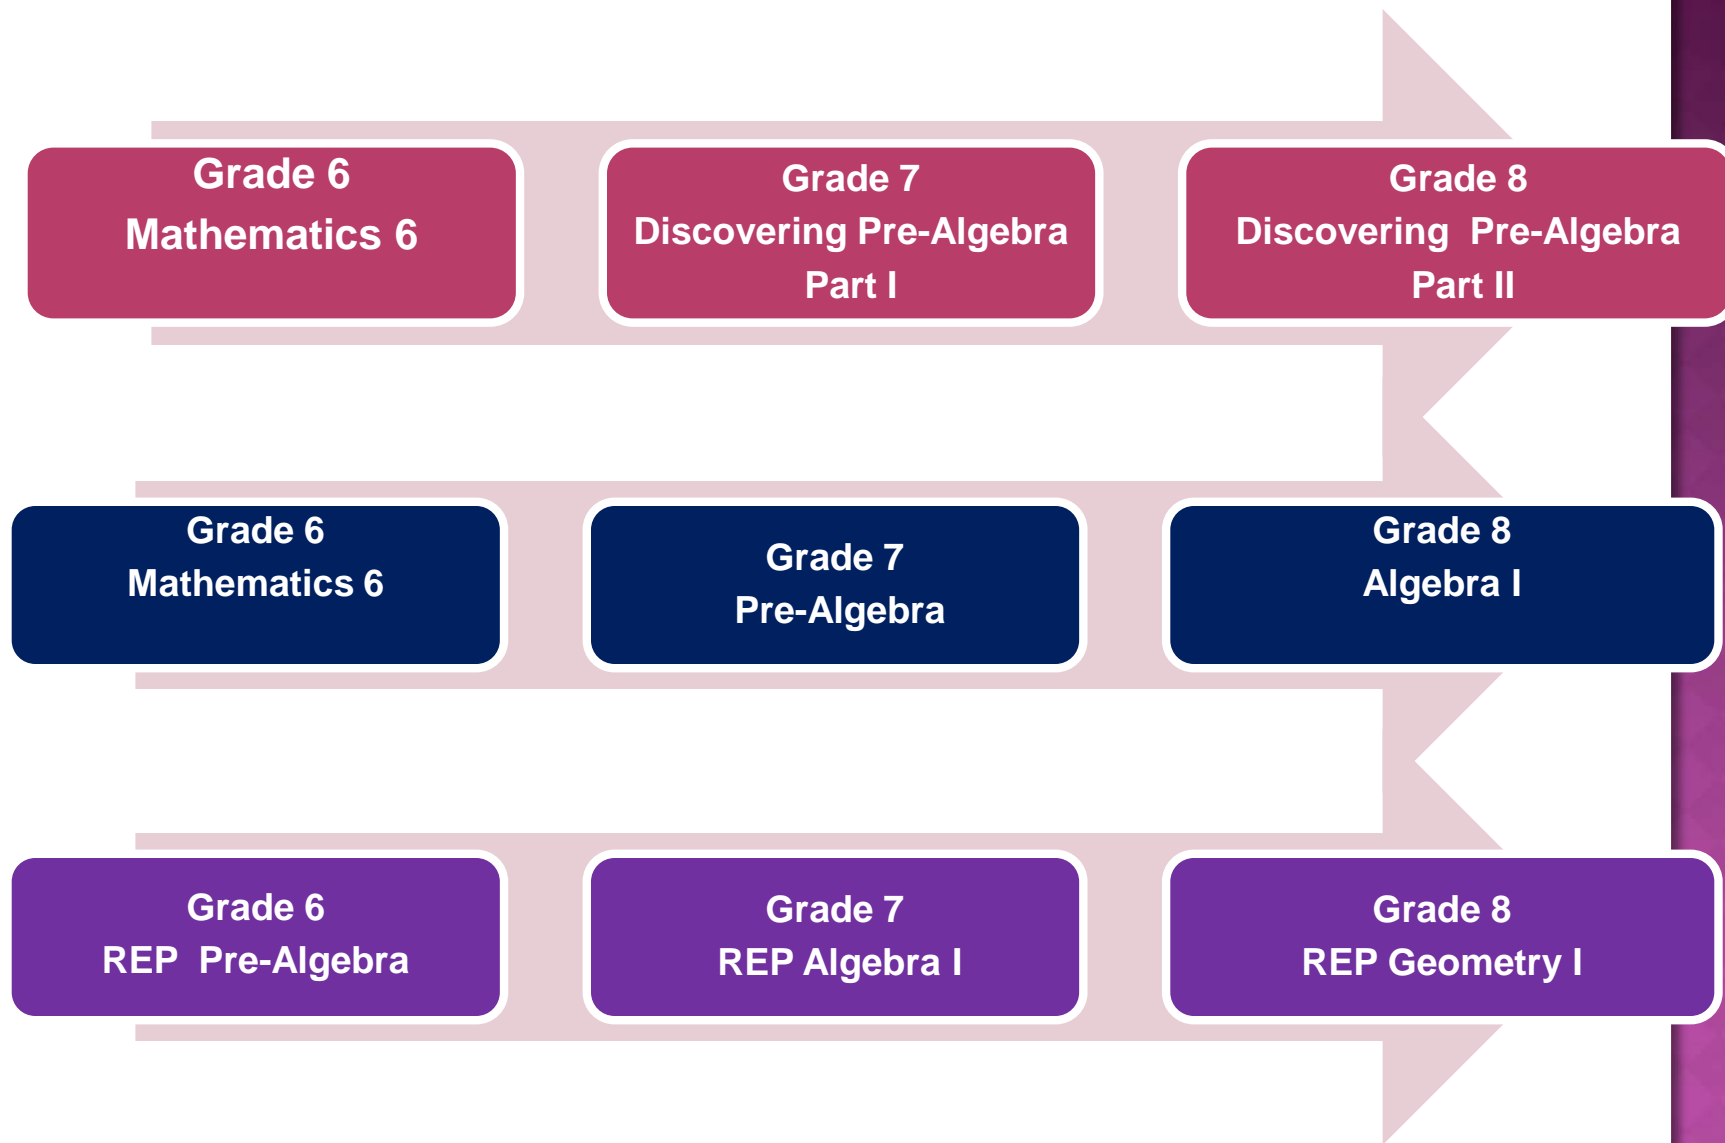 Grade 6
Mathematics 6
Grade 7
Discovering Pre-Algebra
Part I
Grade 8
Discovering  Pre-Algebra
Part II
Grade 6
Mathematics 6
Grade 7
Pre-Algebra
Grade 8
Algebra I
Grade 6
REP  Pre-Algebra
Grade 7
REP Algebra I
Grade 8
REP Geometry I